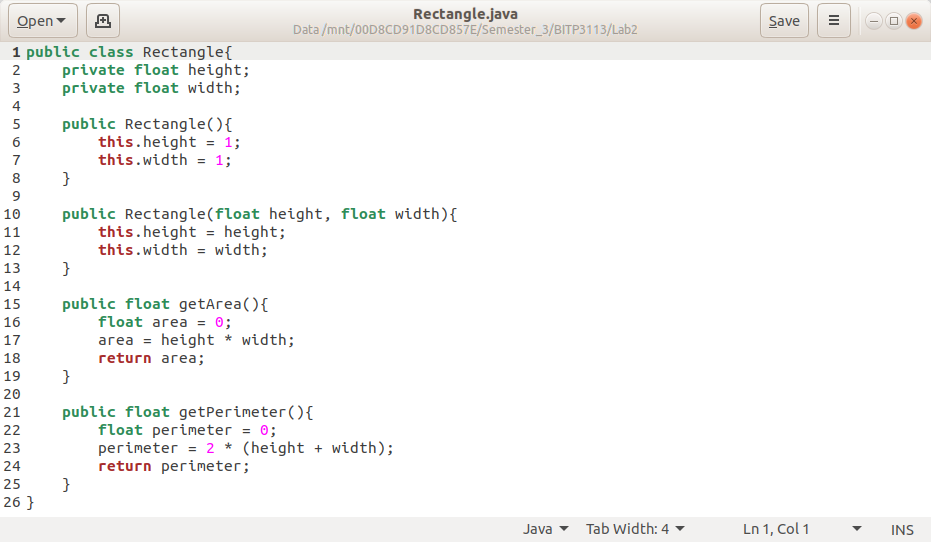 Open
Rectangle.java
Data /mnt/00D8CD91D8CD857E/Semester_3/BITP3113/Lab2
Save
1 public class Rectangle{
2     private float height;
3     private float width;
4
5     public Rectangle(){
6         this.height = 1;
7         this.width = 1;
8     }
9
10     public Rectangle(float height, float width){
11         this.height = height;
12         this.width = width;
13     }
14
15     public float getArea(){
16         float area = 0;
17         area = height * width;
18         return area;
19     }
20
21     public float getPerimeter(){
22         float perimeter = 0;
23         perimeter = 2 * (height + width);
24         return perimeter;
25     }
26 }
Java Tab Width: 4 Ln 1, Col 1 INS